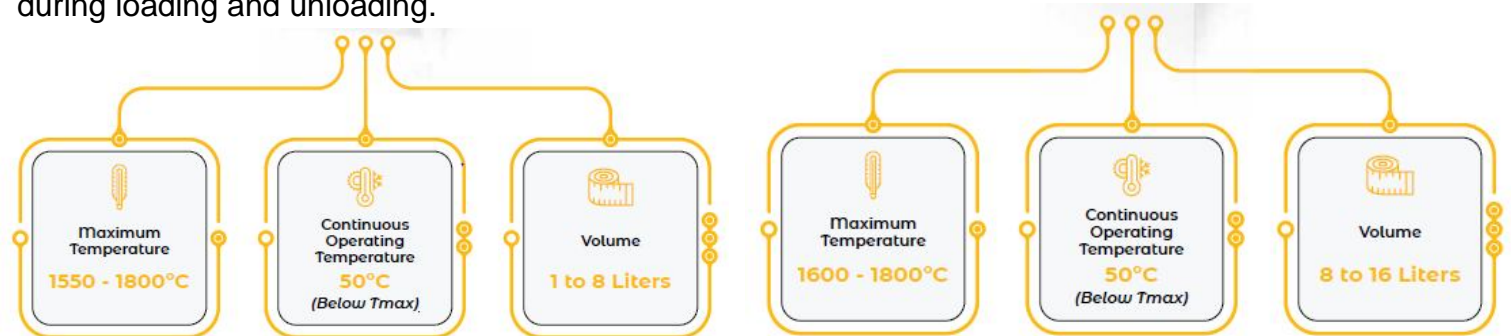 during loading and unloading.
Maximum
Temperature
1550 - 1800°C
Continuous
Operating
Temperature
50°C
(Below Tmax)
Volume
1 to 8 Liters
Maximum
Temperature
1600 - 1800°C
Continuous
Operating
Temperature
50°C
(Below Tmax)
Volume
8 to 16 Liters